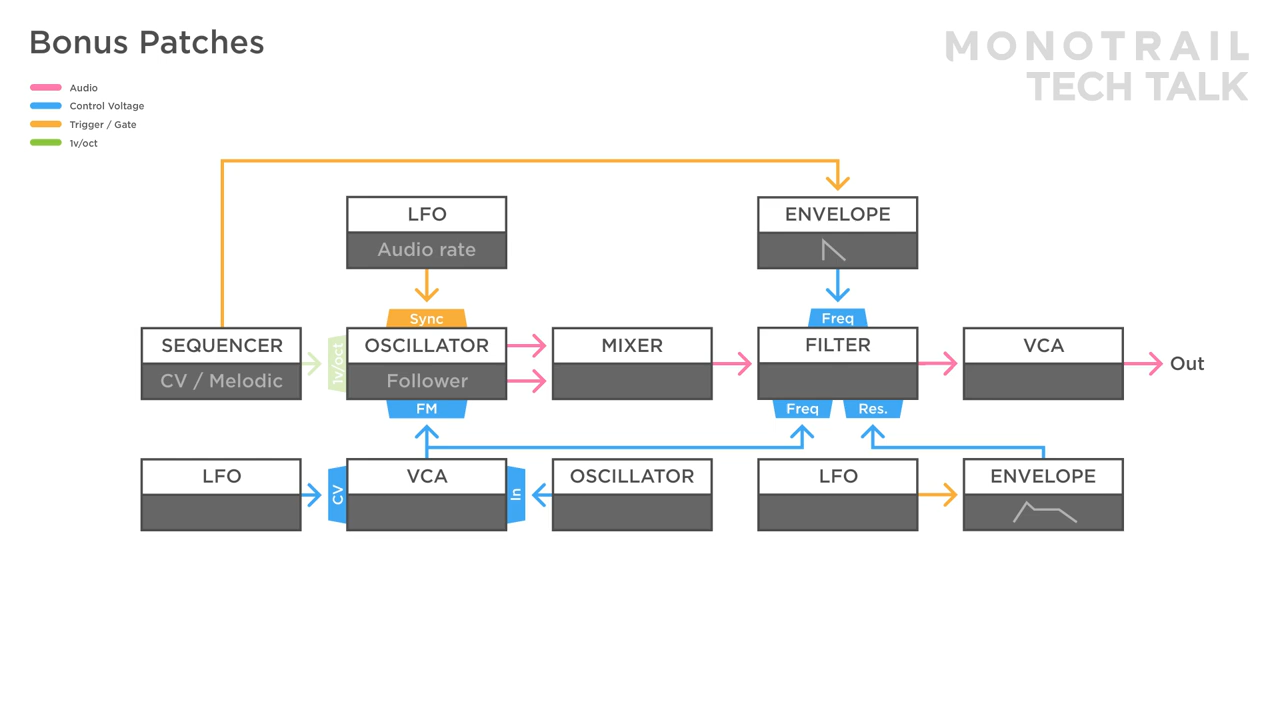 Bonus Patches
MONOTRAIL
TECH TALK
Audio
Control Voltage
Trigger / Gate
1v/oct
LFO
Audio rate
ENVELOPE
Sync
Freq
SEQUENCER
CV / Melodic
1v/oct
OSCILLATOR
Follower
MIXER
FILTER
VCA
Out
FM
Freq
Res.
LFO
CV
VCA
In
OSCILLATOR
LFO
ENVELOPE